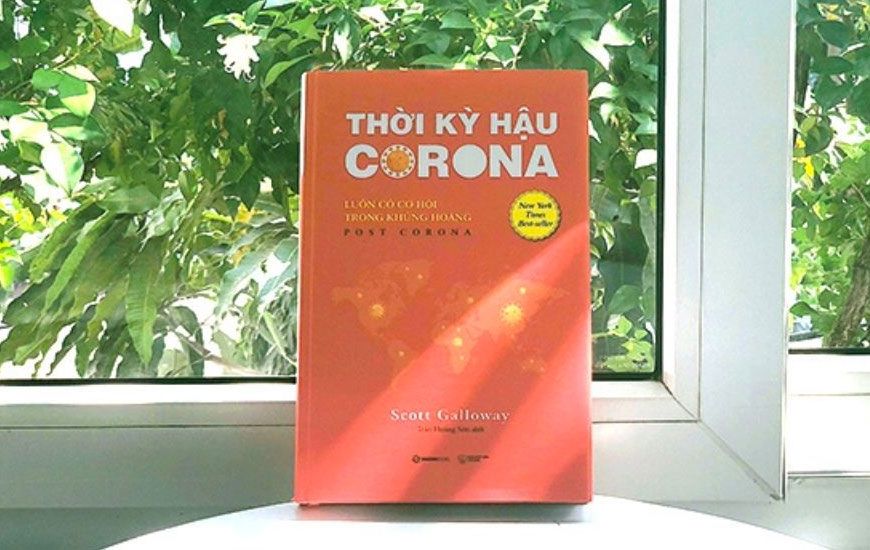 THỜI KỲ HẬU
CORONA
LUÔN CÓ CƠ HỘI
TRONG KHỦNG HOẢNG
POST CORONA
New York
Times
Best-seller
Scott Galloway